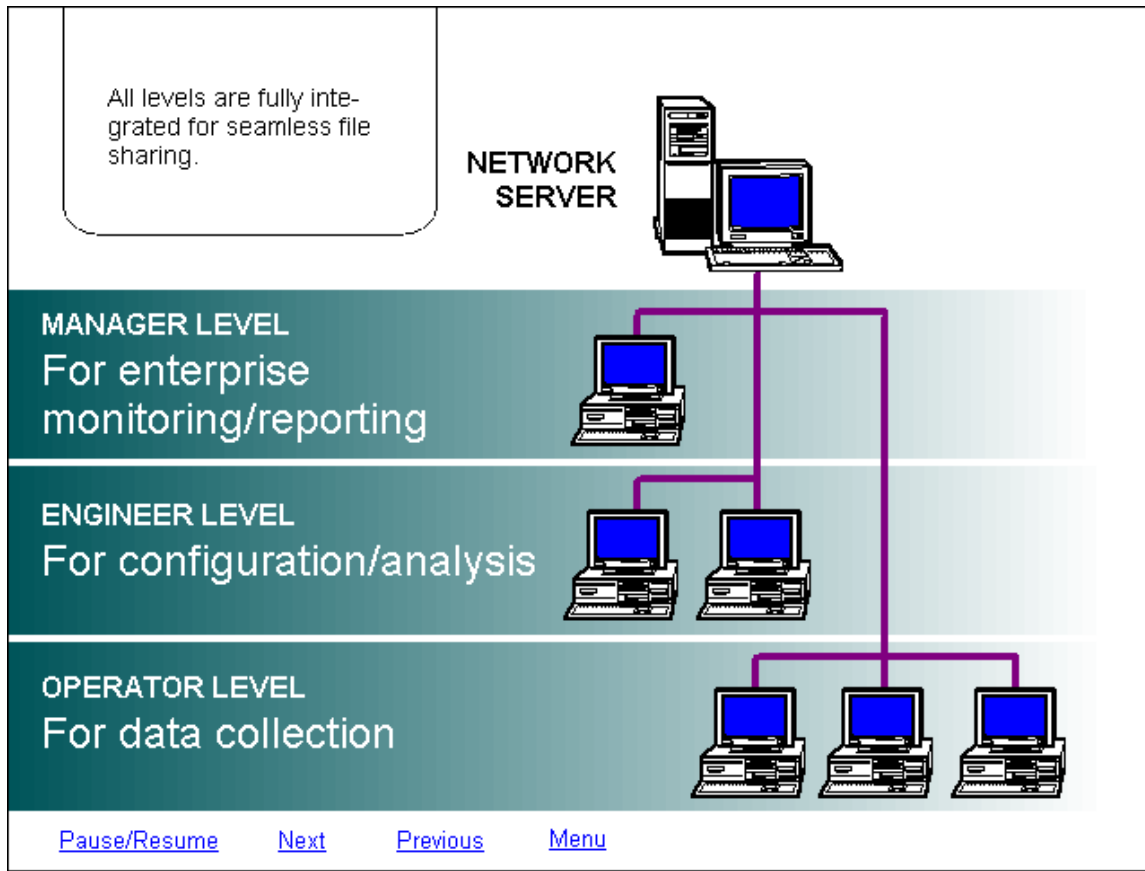 All levels are fully inte-
grated for seamless file
sharing.
NETWORK
SERVER
MANAGER LEVEL
For enterprise
monitoring/reporting
ENGINEER LEVEL
For configuration/analysis
OPERATOR LEVEL
For data collection
Pause/Resume Next Previous Menu